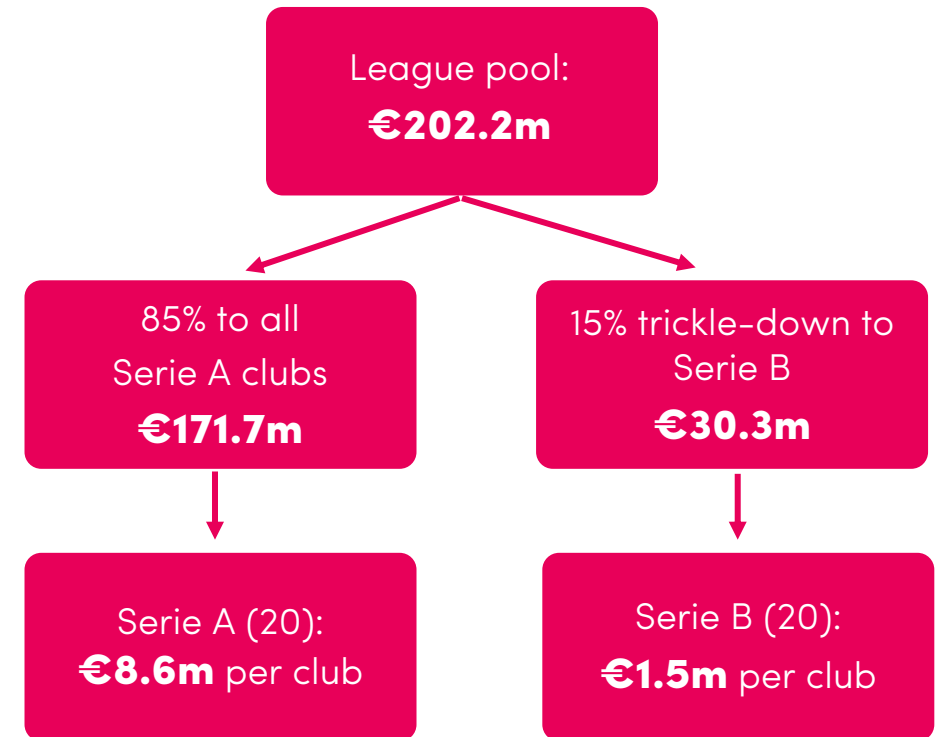 League pool:
€202.2m
85% to all
Serie A clubs
€171.7m
15% trickle-down to
Serie B
€30.3m
Serie A (20):
€8.6m per club
Serie B (20):
€1.5m per club